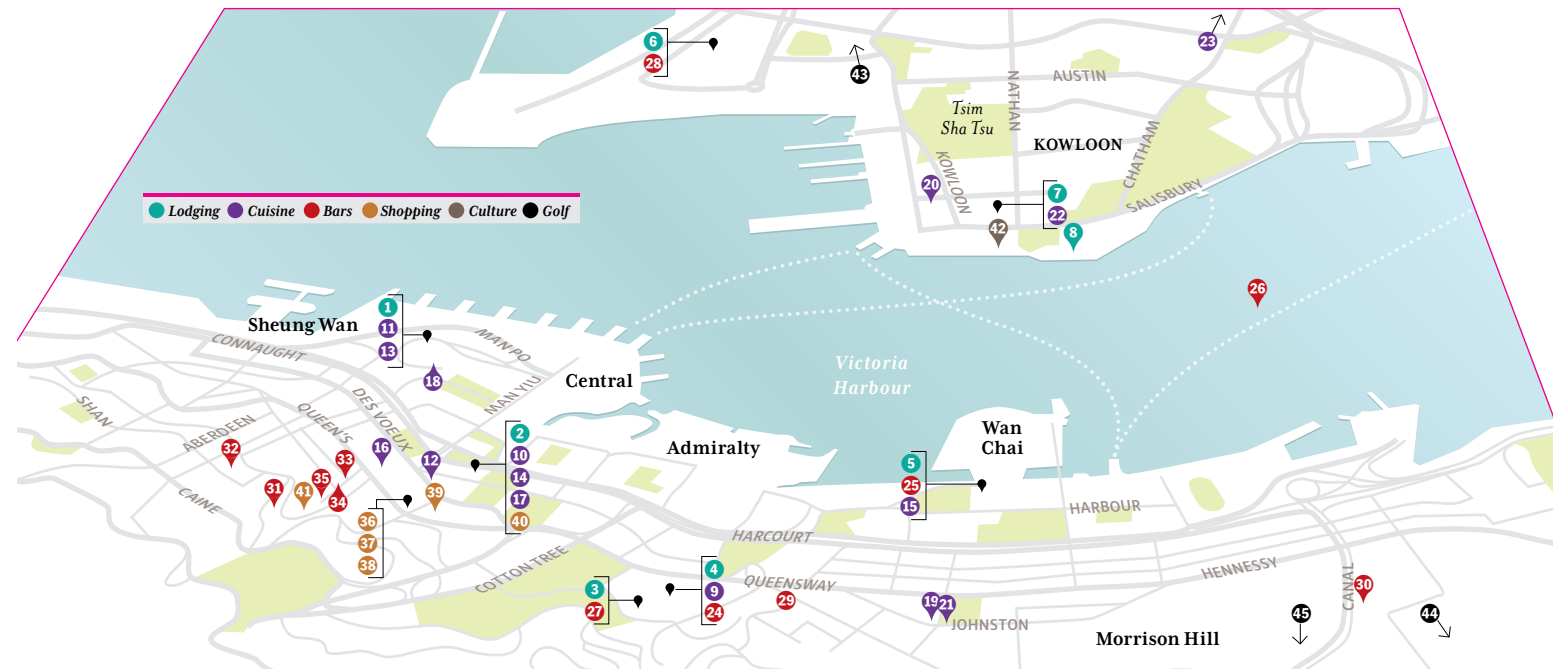 6
28
43
23
AUSTIN
NATHAN
Tsim
Sha Tsu
KOWLOON
CHATHAM
KOWLOON
20
7
22
SALISBURY
42
8
Lodging Cuisine Bars Shopping Culture Golf
26
1
11
13
Sheung Wan
CONNAUGHT
MAN PO
18
MAN YIU
Central
Victoria
Harbour
SHAN
ABERDEEN
QUEEN'S
DES VOEUX
32
16
33
12
31
41
35
34
39
36
37
38
CAINE
2
10
14
17
40
Admiralty
Wan
Chai
5
25
15
HARBOUR
HARCOURT
COTTON TREE
3
27
4
9
24
QUEENSWAY
29
19
21
JOHNSTON
HENNESSY
CANAL
30
45
44
Morrison Hill